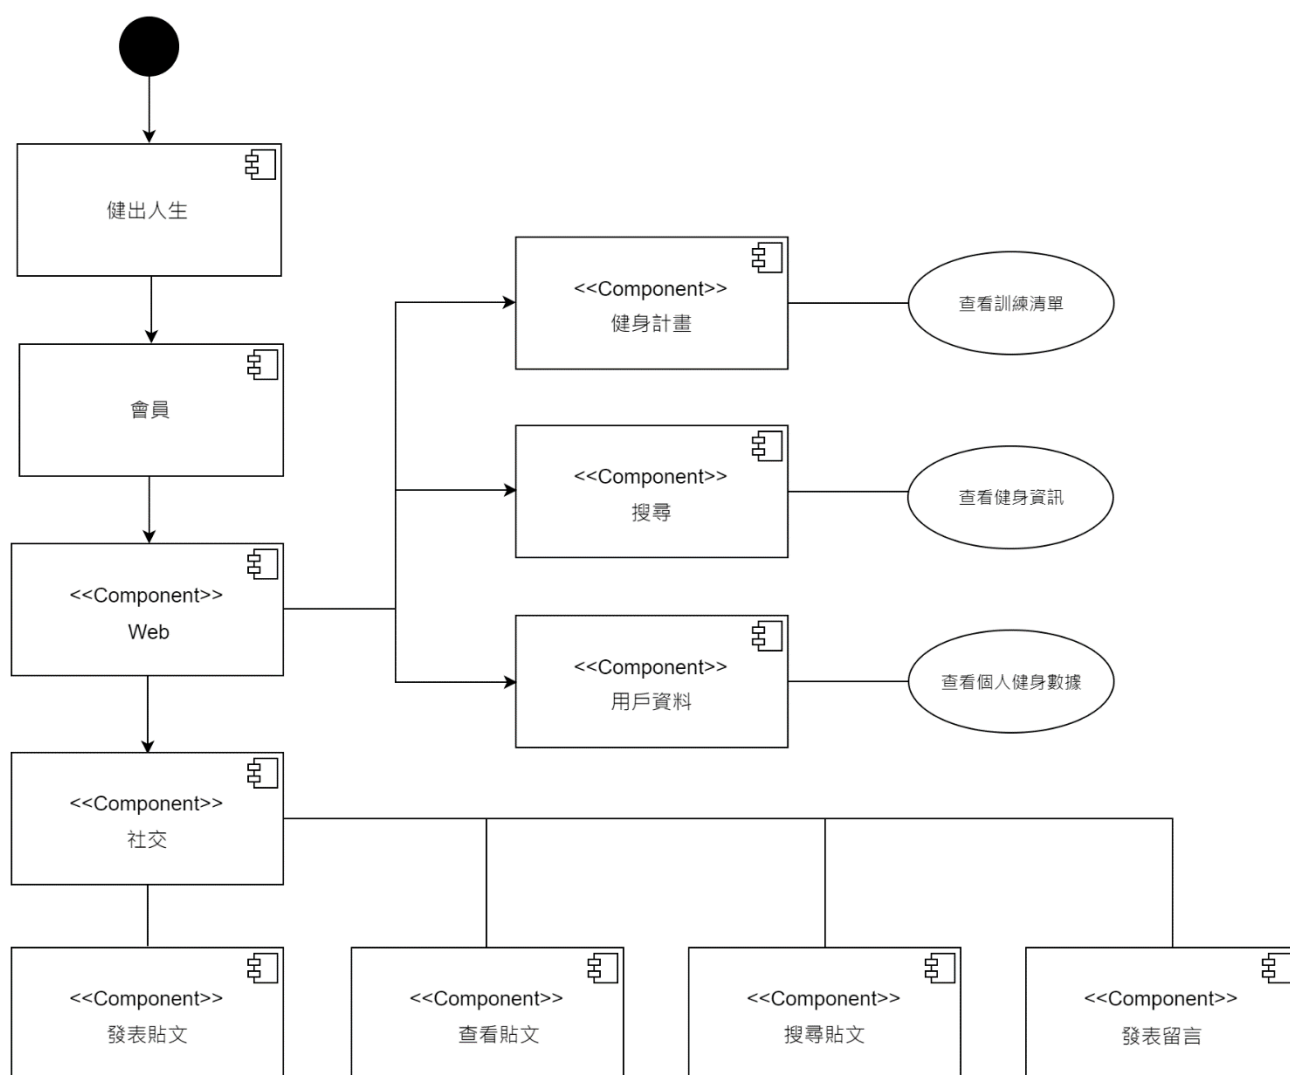 健出人生
會員
<<Component>>
Web
<<Component>>
社交
<<Component>>
健身計畫
查看訓練清單
<<Component>>
搜尋
查看健身資訊
<<Component>>
用戶資料
查看個人健身數據
<<Component>>
發表貼文
<<Component>>
查看貼文
<<Component>>
搜尋貼文
<<Component>>
發表留言